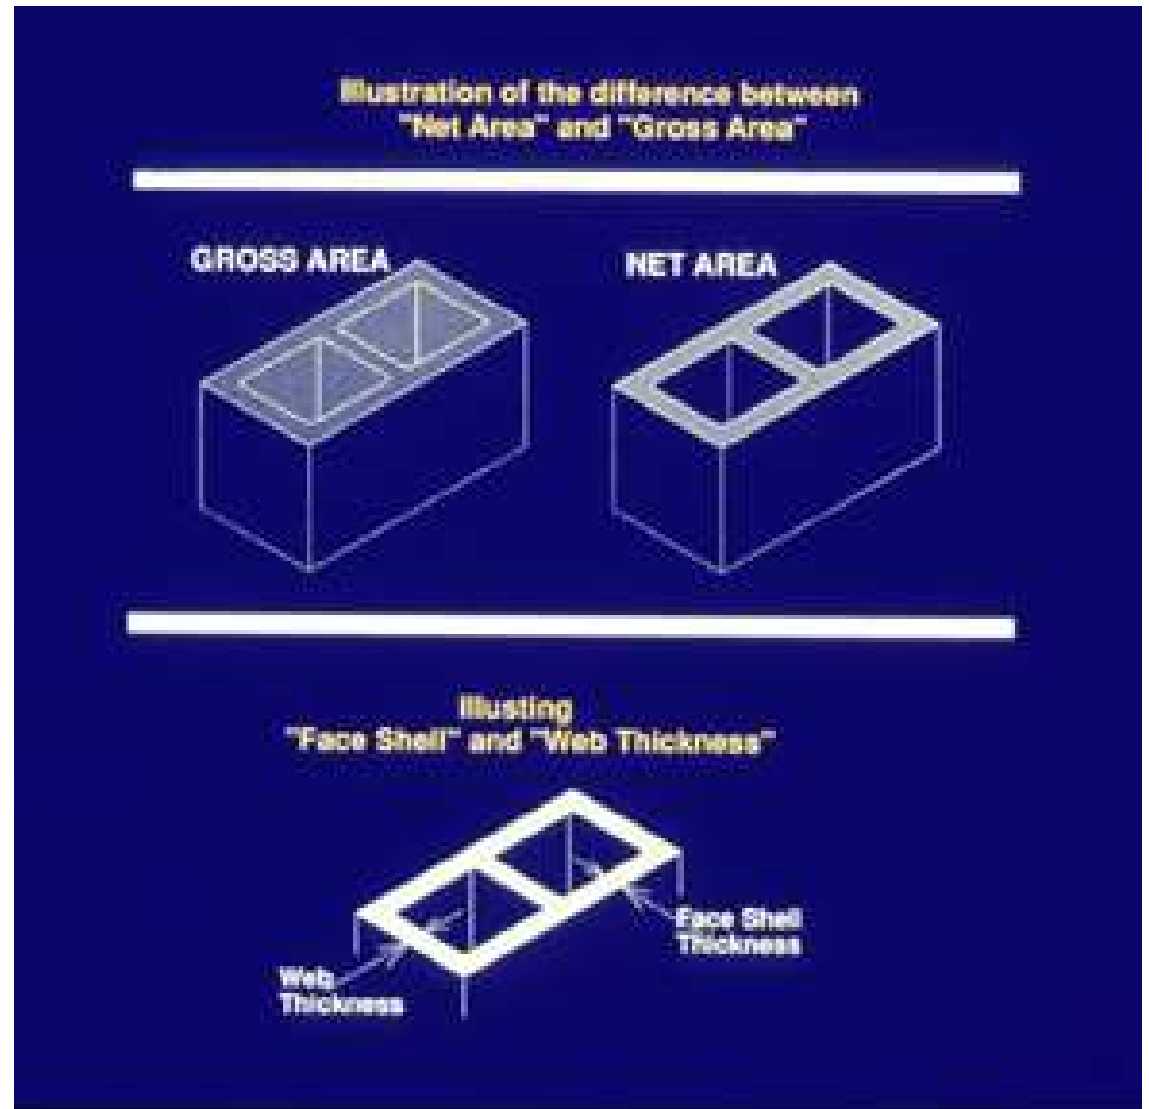 Illustration of the difference between
"Net Area" and "Gross Area"
GROSS AREA
NET AREA
Illusting
"Face Shell" and "Web Thickness"
Face Shell
Thickness
Web
Thickness